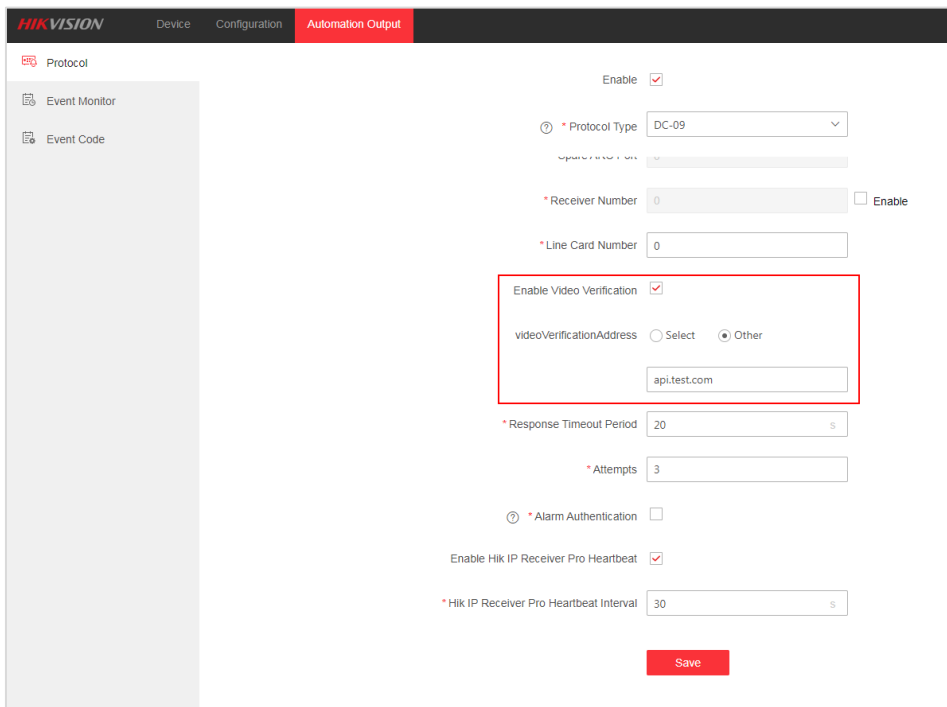 HIKVISION Device Configuration Automation Output
Protocol
Event Monitor
Event Code
Enable
? * Protocol Type DC-09
* Receiver Number 0 Enable
* Line Card Number 0
Enable Video Verification
videoVerificationAddress Select Other
api.test.com
* Response Timeout Period 20 s
* Attempts 3
? * Alarm Authentication
Enable Hik IP Receiver Pro Heartbeat
* Hik IP Receiver Pro Heartbeat Interval 30 s
Save